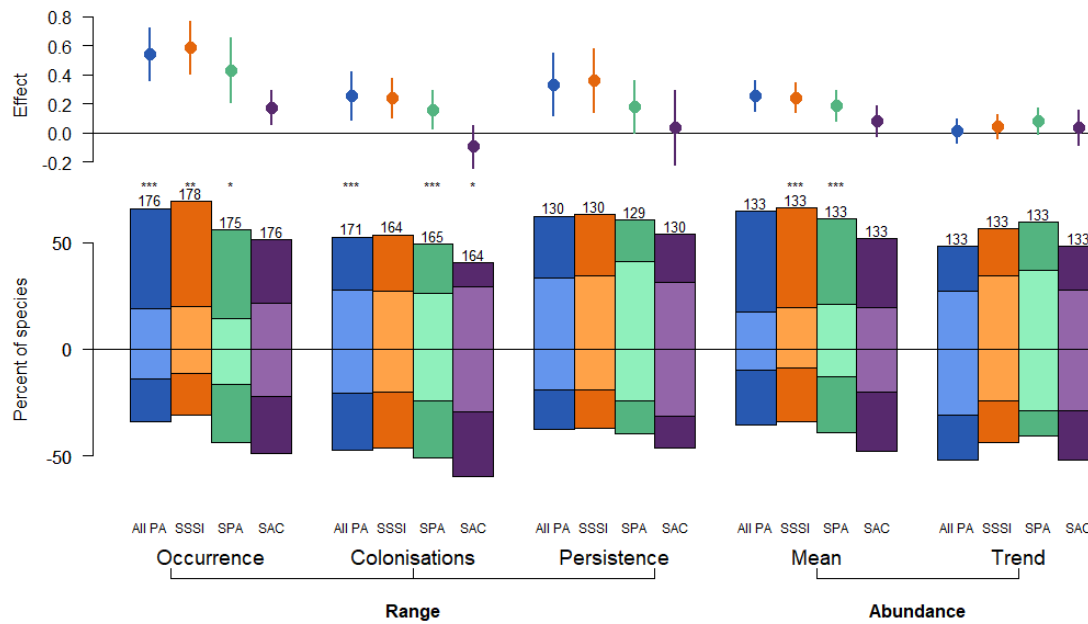 0.8
0.6
0.4
0.2
0.0
-0.2
Effect
*** ** * *** *** * *** ***
176 178 175 176 171 164 165 164 130 130 129 130 133 133 133 133 133 133 133 133
50
0
-50
Percent of species
All PA SSSI SPA SAC All PA SSSI SPA SAC All PA SSSI SPA SAC All PA SSSI SPA SAC All PA SSSI SPA SAC
Occurrence Colonisations Persistence Mean Trend
Range Abundance